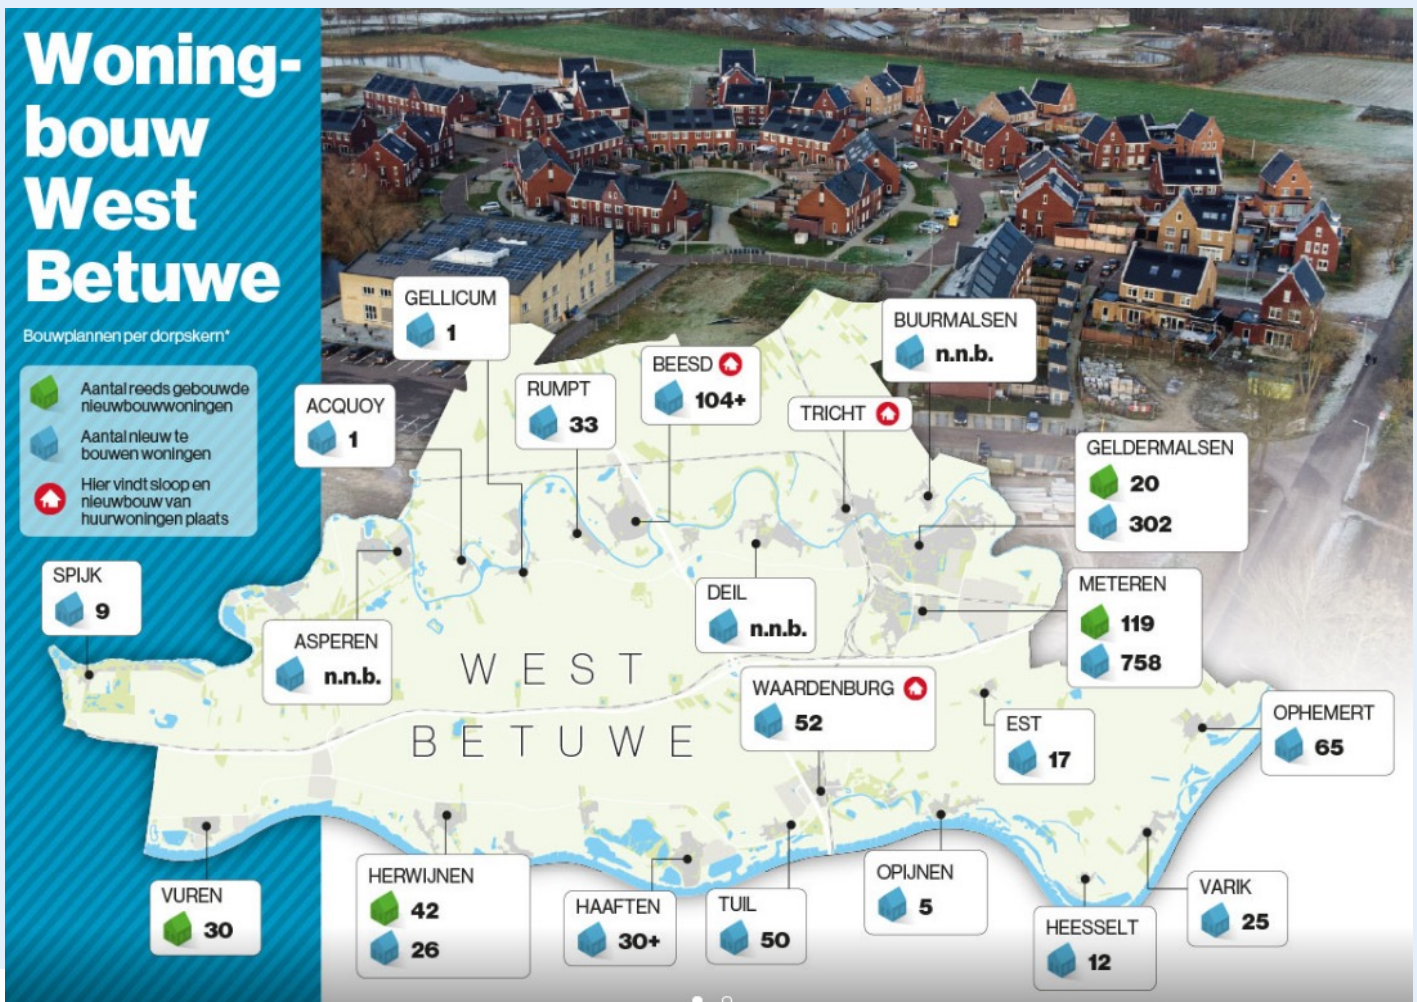 Woning-
bouw
West
Betuwe
Bouwplannen per dorpskern*
Aantal reeds gebouwde
nieuwbouwwoningen
Aantal nieuw te
bouwen woningen
Hier vindt sloop en
nieuwbouw van
huurwoningen plaats
GELLICUM
1
BUURMALSEN
n.n.b.
BEESD
104+
RUMPT
33
ACQUOY
1
TRICHT
GELDERMALSEN
20
302
SPIJK
9
METEREN
119
758
DEIL
n.n.b.
ASPEREN
n.n.b.
WEST
BETUWE
WAARDENBURG
52
EST
17
OPHEMERT
65
VUREN
30
HERWIJNEN
42
26
HAAFTEN
30+
TUIL
50
OPIJNEN
5
HEESSELT
12
VARIK
25